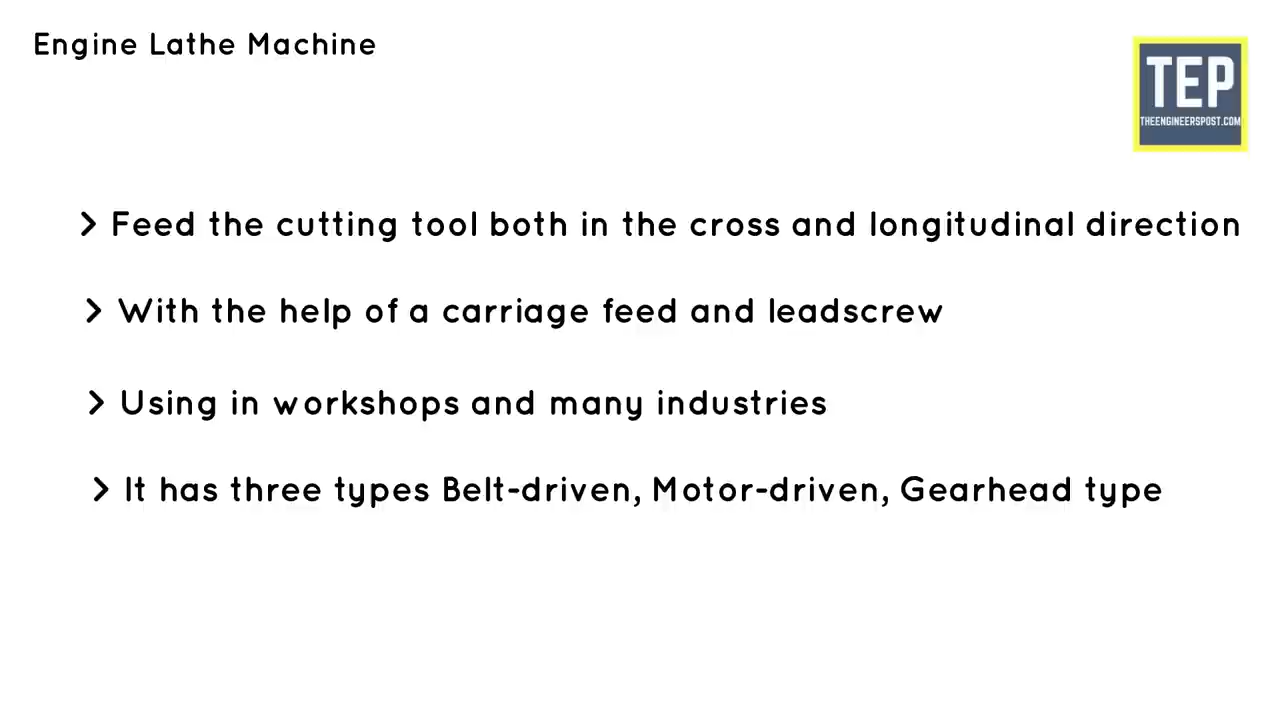 Engine Lathe Machine
TEP
THEENGINEERSPOST.COM
> Feed the cutting tool both in the cross and longitudinal direction
> With the help of a carriage feed and leadscrew
> Using in workshops and many industries
> It has three types Belt-driven, Motor-driven, Gearhead type